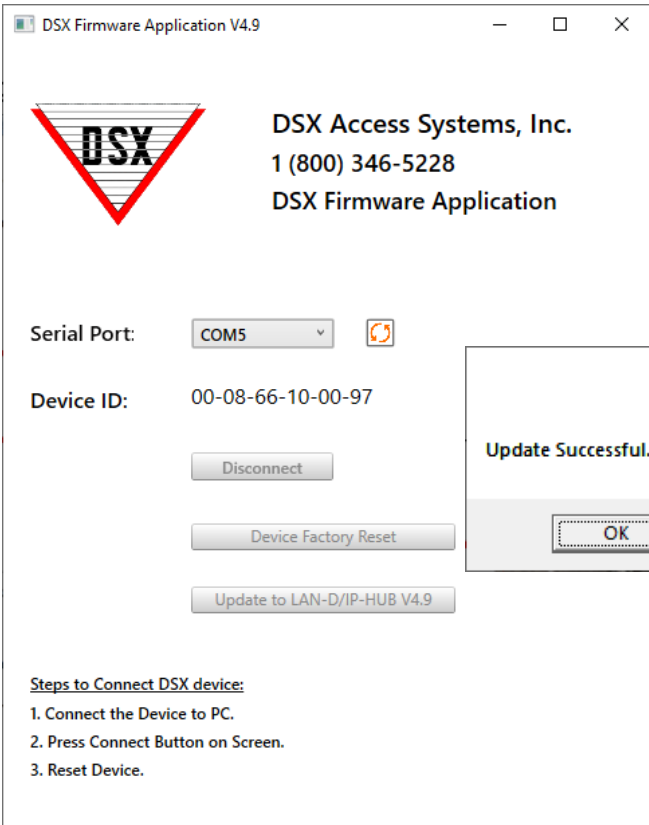 DSX Firmware Application V4.9
DSX
DSX Access Systems, Inc.
1 (800) 346-5228
DSX Firmware Application
Serial Port:
COM5
Device ID:
00-08-66-10-00-97
Update Successful.
Disconnect
OK
Device Factory Reset
Update to LAN-D/IP-HUB V4.9
Steps to Connect DSX device:
1. Connect the Device to PC.
2. Press Connect Button on Screen.
3. Reset Device.